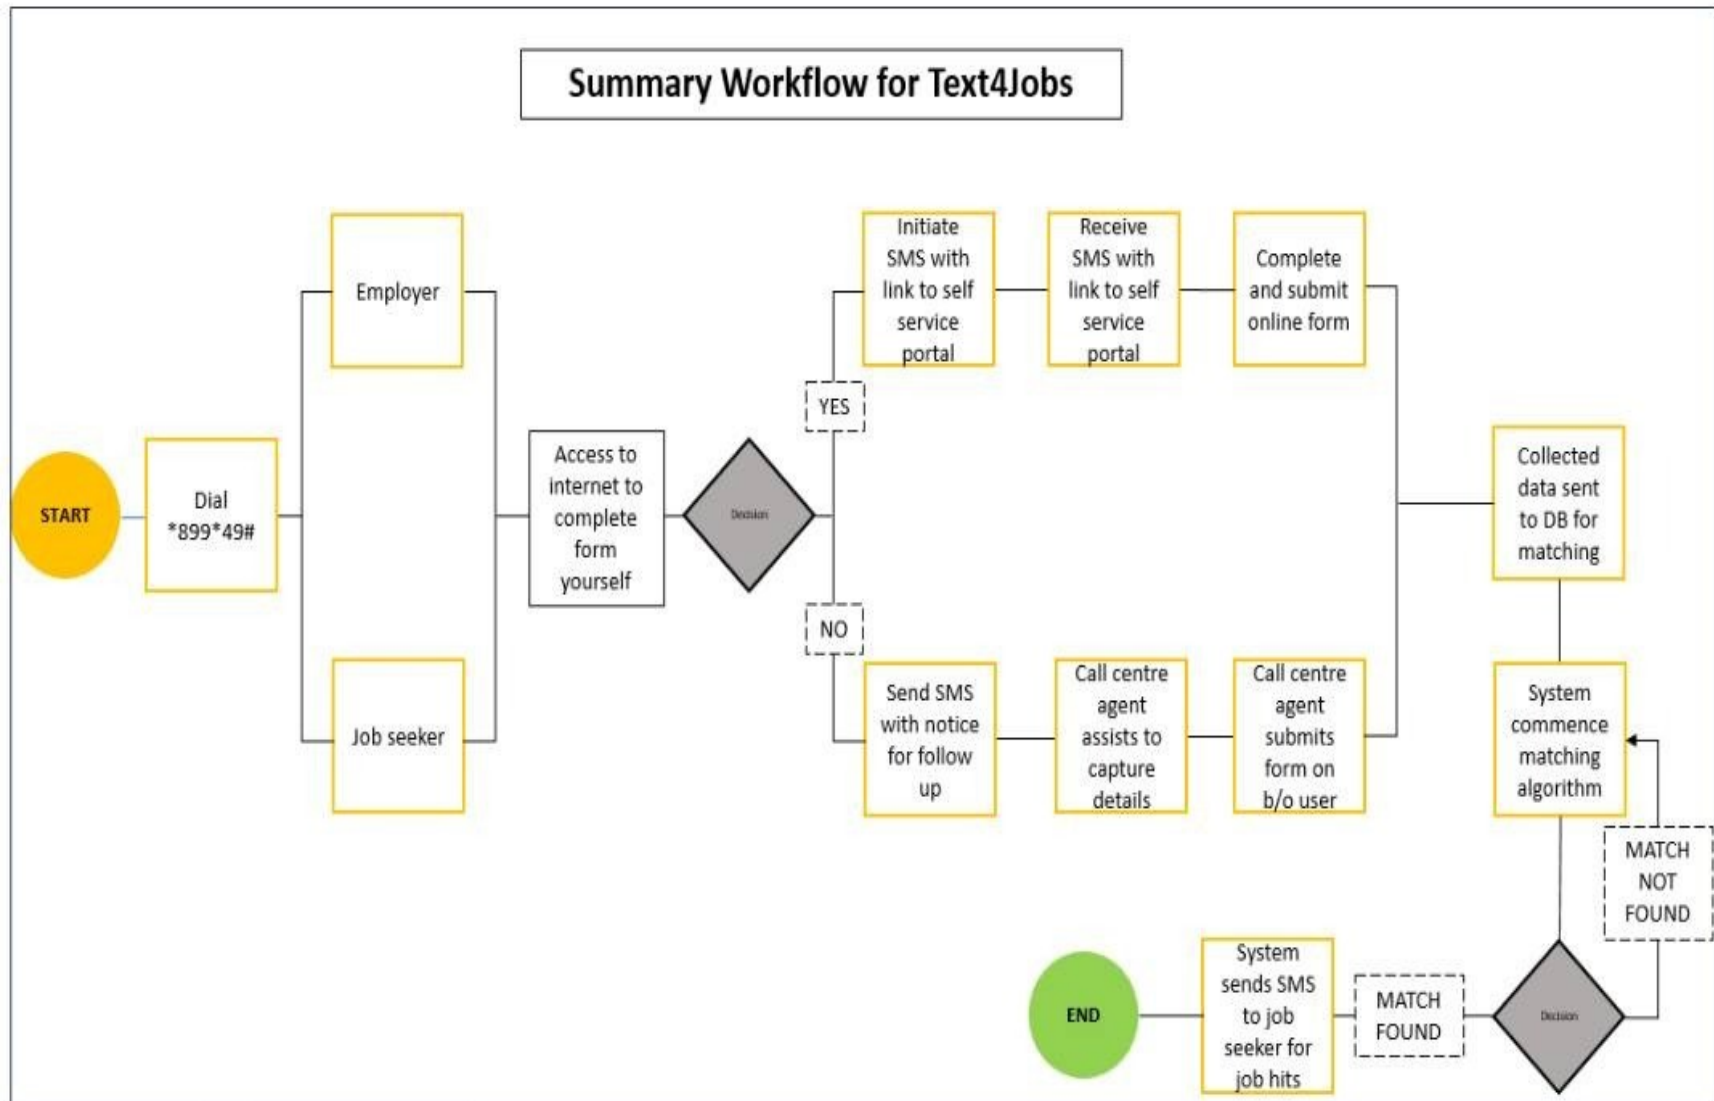 Summary Workflow for Text4Jobs
START
Dial
*899*49#
Employer
Job seeker
Access to
internet to
complete
form
yourself
Decision
YES
Initiate
SMS with
link to self
service
portal
Receive
SMS with
link to self
service
portal
Complete
and submit
online form
NO
Send SMS
with notice
for follow
up
Call centre
agent
assists to
capture
details
Call centre
agent
submits
form on
b/o user
Collected
data sent
to DB for
matching
System
commence
matching
algorithm
MATCH
NOT
FOUND
Decision
MATCH
FOUND
System
sends SMS
to job
seeker for
job hits
END